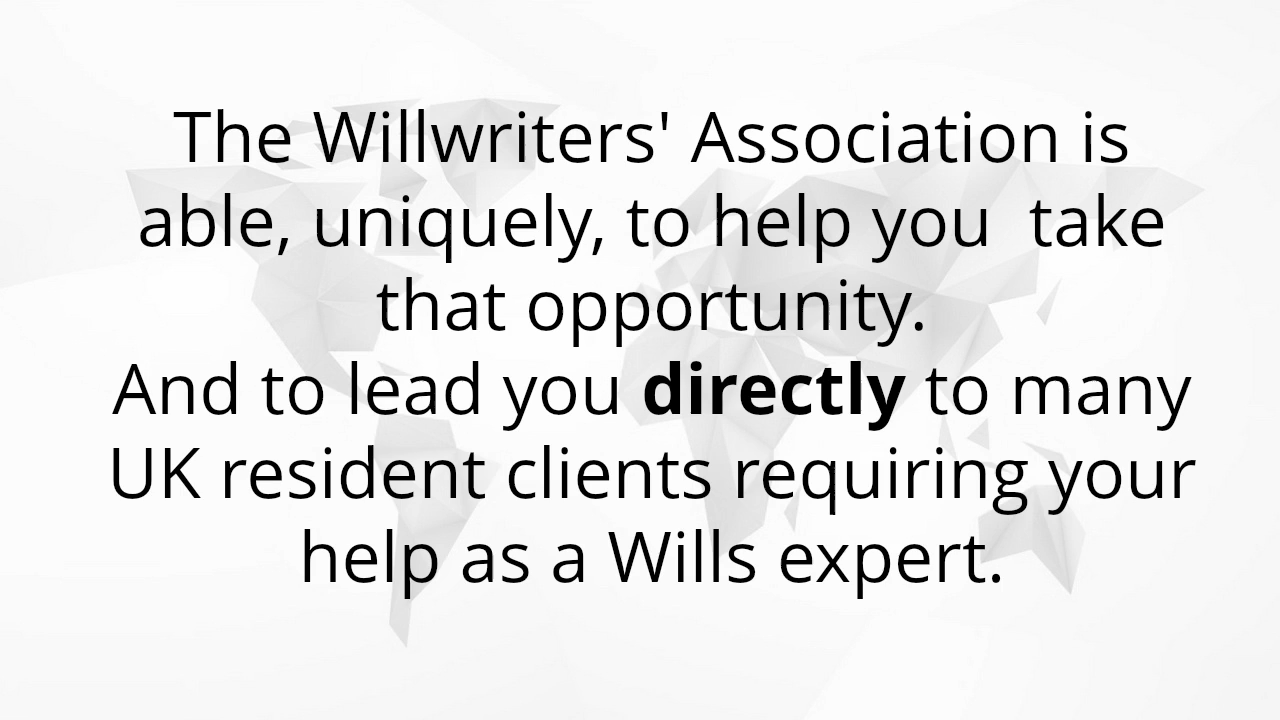 The Willwriters' Association is
able, uniquely, to help you  take
that opportunity.
And to lead you directly to many
UK resident clients requiring your
help as a Wills expert.